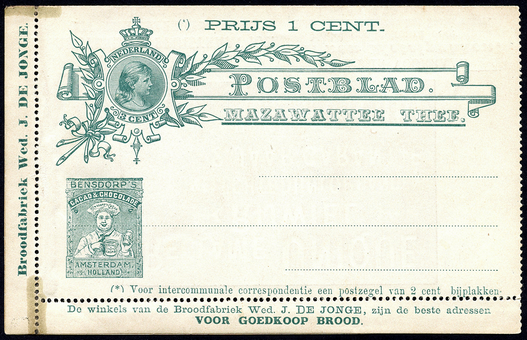 (*) PRIJS 1 CENT.
NEDERLAND
3 CENT
POSTBLAD.
MAZAWATTEE THEE.
BENSDORP'S
CACAO & CHOCOLADE
AMSTERDAM
HOLLAND
(*) Voor intercommunale correspondentie een postzegel van 2 cent bijplakken.
De winkels van de Broodfabriek Wed. J. DE JONGE, zijn de beste adressen
VOOR GOEDKOOP BROOD.
Broodfabriek Wed. J. DE JONGE.